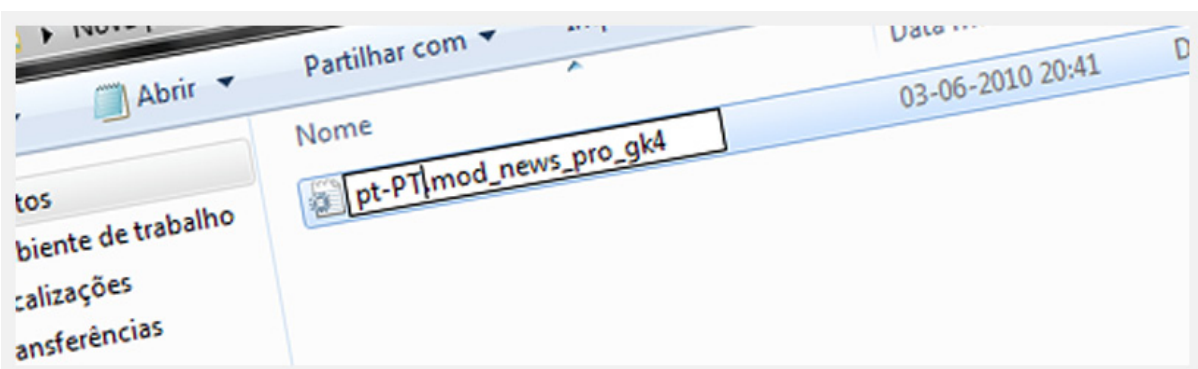 Abrir
Partilhar com
Nome
03-06-2010 20:41
pt-PT.mod_news_pro_gk4
tos
biente de trabalho
calizações
ansferências